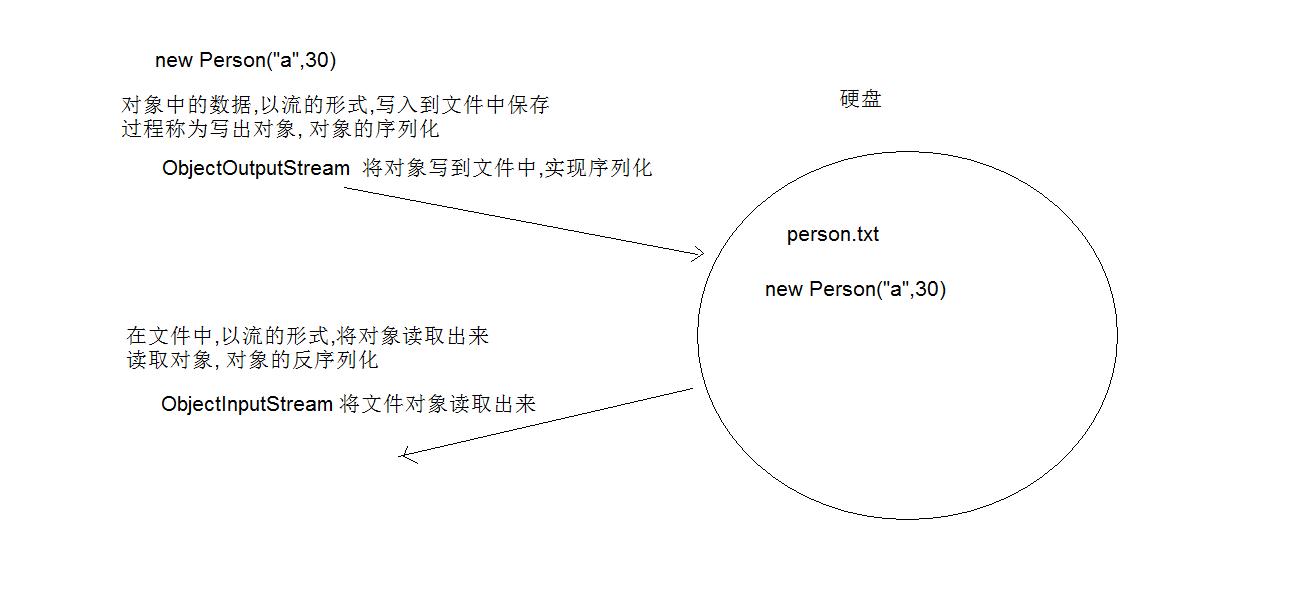 new Person("a",30)
对象中的数据,以流的形式,写入到文件中保存
过程称为写出对象, 对象的序列化
ObjectOutputStream 将对象写到文件中,实现序列化
硬盘
person.txt
new Person("a",30)
在文件中,以流的形式,将对象读取出来
读取对象, 对象的反序列化
ObjectInputStream 将文件对象读取出来